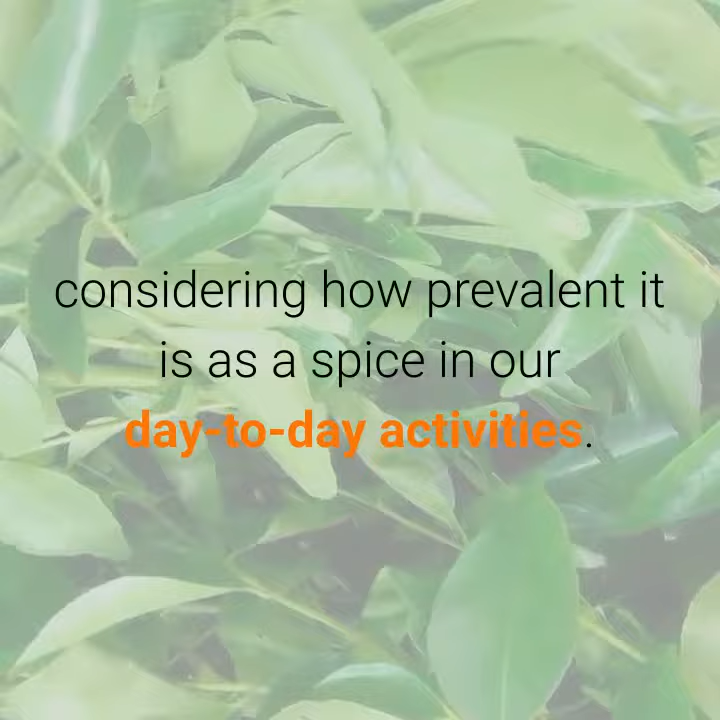 considering how prevalent it
is as a spice in our
day-to-day activities.